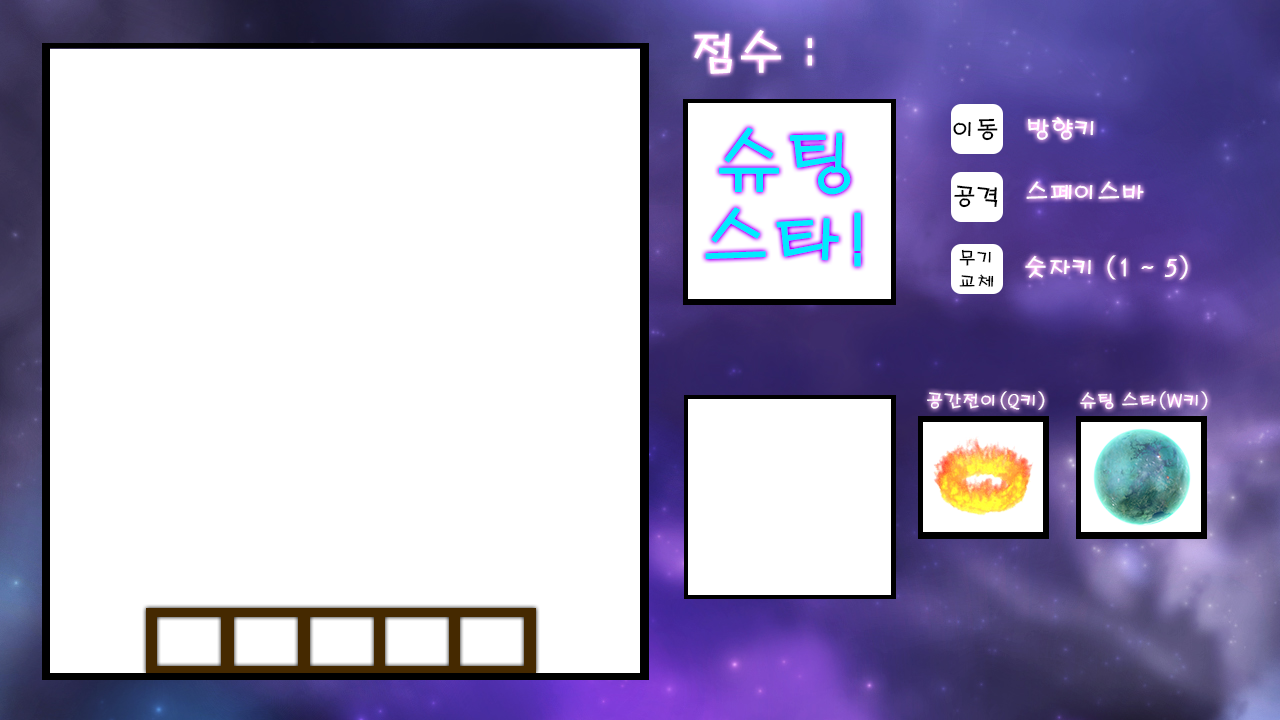 점수 :
슈팅
스타!
이동 방향키
공격 스페이스바
무기
교체
숫자키 (1 ~ 5)
공간전이(Q키)
슈팅 스타(W키)